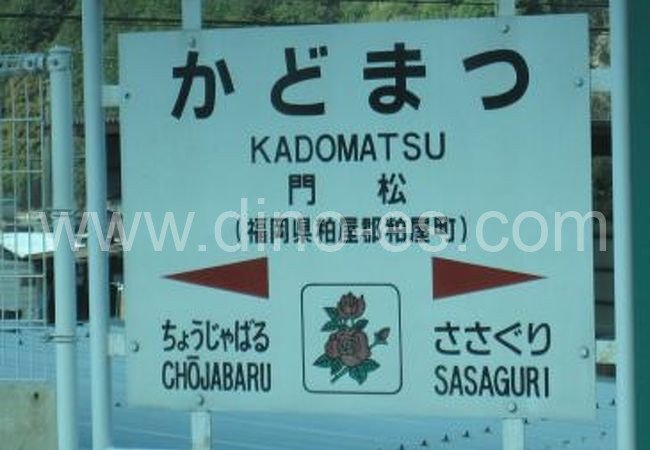 かどまつ
KADOMATSU
門松
(福岡県粕屋郡粕屋町)
www.dino-es.com
ちょうじゃばる ささぐり
CHŌJABARU SASAGURI